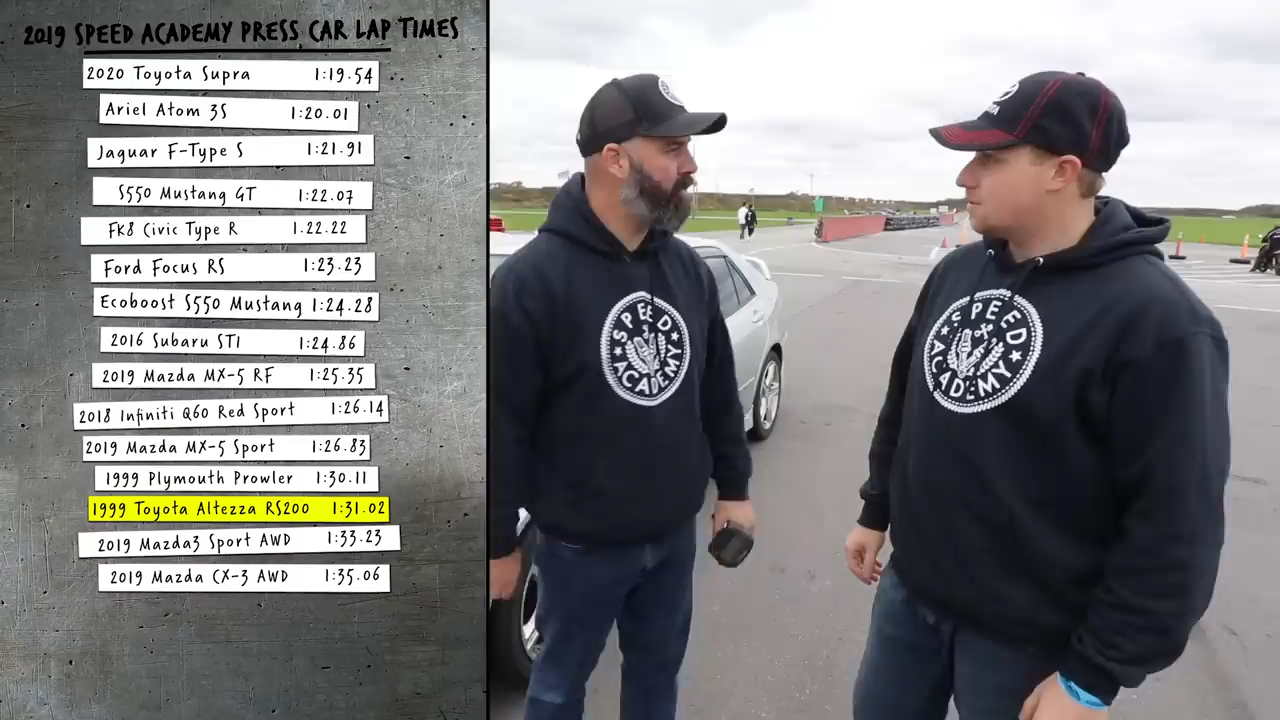 2019 SPEED ACADEMY PRESS CAR LAP TIMES
2020 Toyota Supra 1:19.54
Ariel Atom 3S 1:20.01
Jaguar F-Type S 1:21.91
S550 Mustang GT 1:22.07
FK8 Civic Type R 1.22.22
Ford Focus RS 1:23.23
Ecoboost S550 Mustang 1:24.28
2016 Subaru STI 1:24.86
2019 Mazda MX-5 RF 1:25.35
2018 Infiniti Q60 Red Sport 1:26.14
2019 Mazda MX-5 Sport 1:26.83
1999 Plymouth Prowler 1:30.11
1999 Toyota Altezza RS200 1:31.02
2019 Mazda3 Sport AWD 1:33.23
2019 Mazda CX-3 AWD 1:35.06
SPEED
ACADEMY
SPEED
ACADEMY